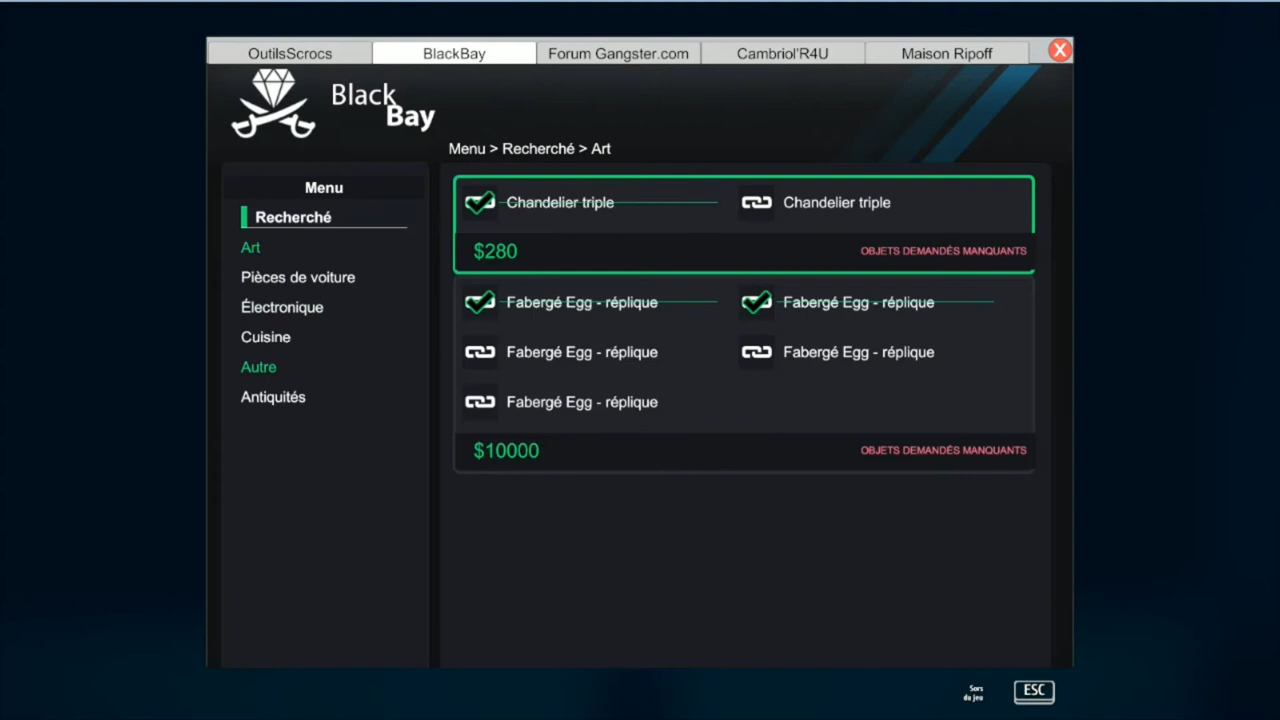 OutilsScrocs BlackBay Forum Gangster.com Cambriol'R4U Maison Ripoff X
Black
Bay
Menu > Recherché > Art
Menu
Recherché
Art
Pièces de voiture
Électronique
Cuisine
Autre
Antiquités
Chandelier triple Chandelier triple
$280 OBJETS DEMANDÉS MANQUANTS
Fabergé Egg - réplique Fabergé Egg - réplique
Fabergé Egg - réplique Fabergé Egg - réplique
Fabergé Egg - réplique
$10000 OBJETS DEMANDÉS MANQUANTS
Sors
du jeu
ESC